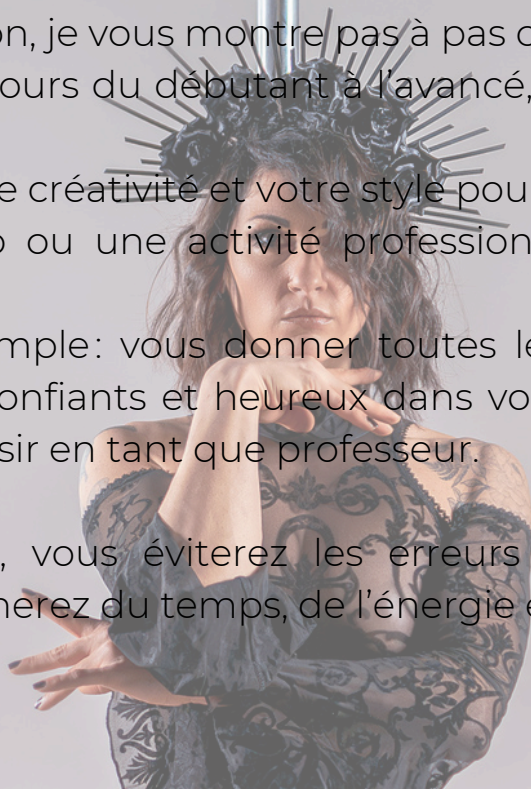 on, je vous montre pas à pas
ours du débutant à l’avancé,
e créativité et votre style pou
o ou une activité profession
mple : vous donner toutes le
onfiants et heureux dans vo
sir en tant que professeur.
, vous éviterez les erreurs
nerez du temps, de l’énergie e